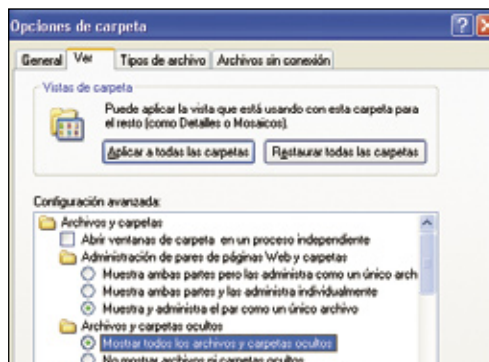 Opciones de carpeta
General Ver Tipos de archivo Archivos sin conexión
Vistas de carpeta
Puede aplicar la vista que está usando con esta carpeta para
el resto (como Detalles o Mosaicos).
Aplicar a todas las carpetas Restaurar todas las carpetas
Configuración avanzada:
Archivos y carpetas
Abrir ventanas de carpeta en un proceso independiente
Administración de pares de páginas Web y carpetas
Muestra ambas partes pero las administra como un único arch
Muestra ambas partes y las administra individualmente
Muestra y administra el par como un único archivo
Archivos y carpetas ocultos
Mostrar todos los archivos y carpetas ocultos
No mostrar archivos ni carpetas ocultos